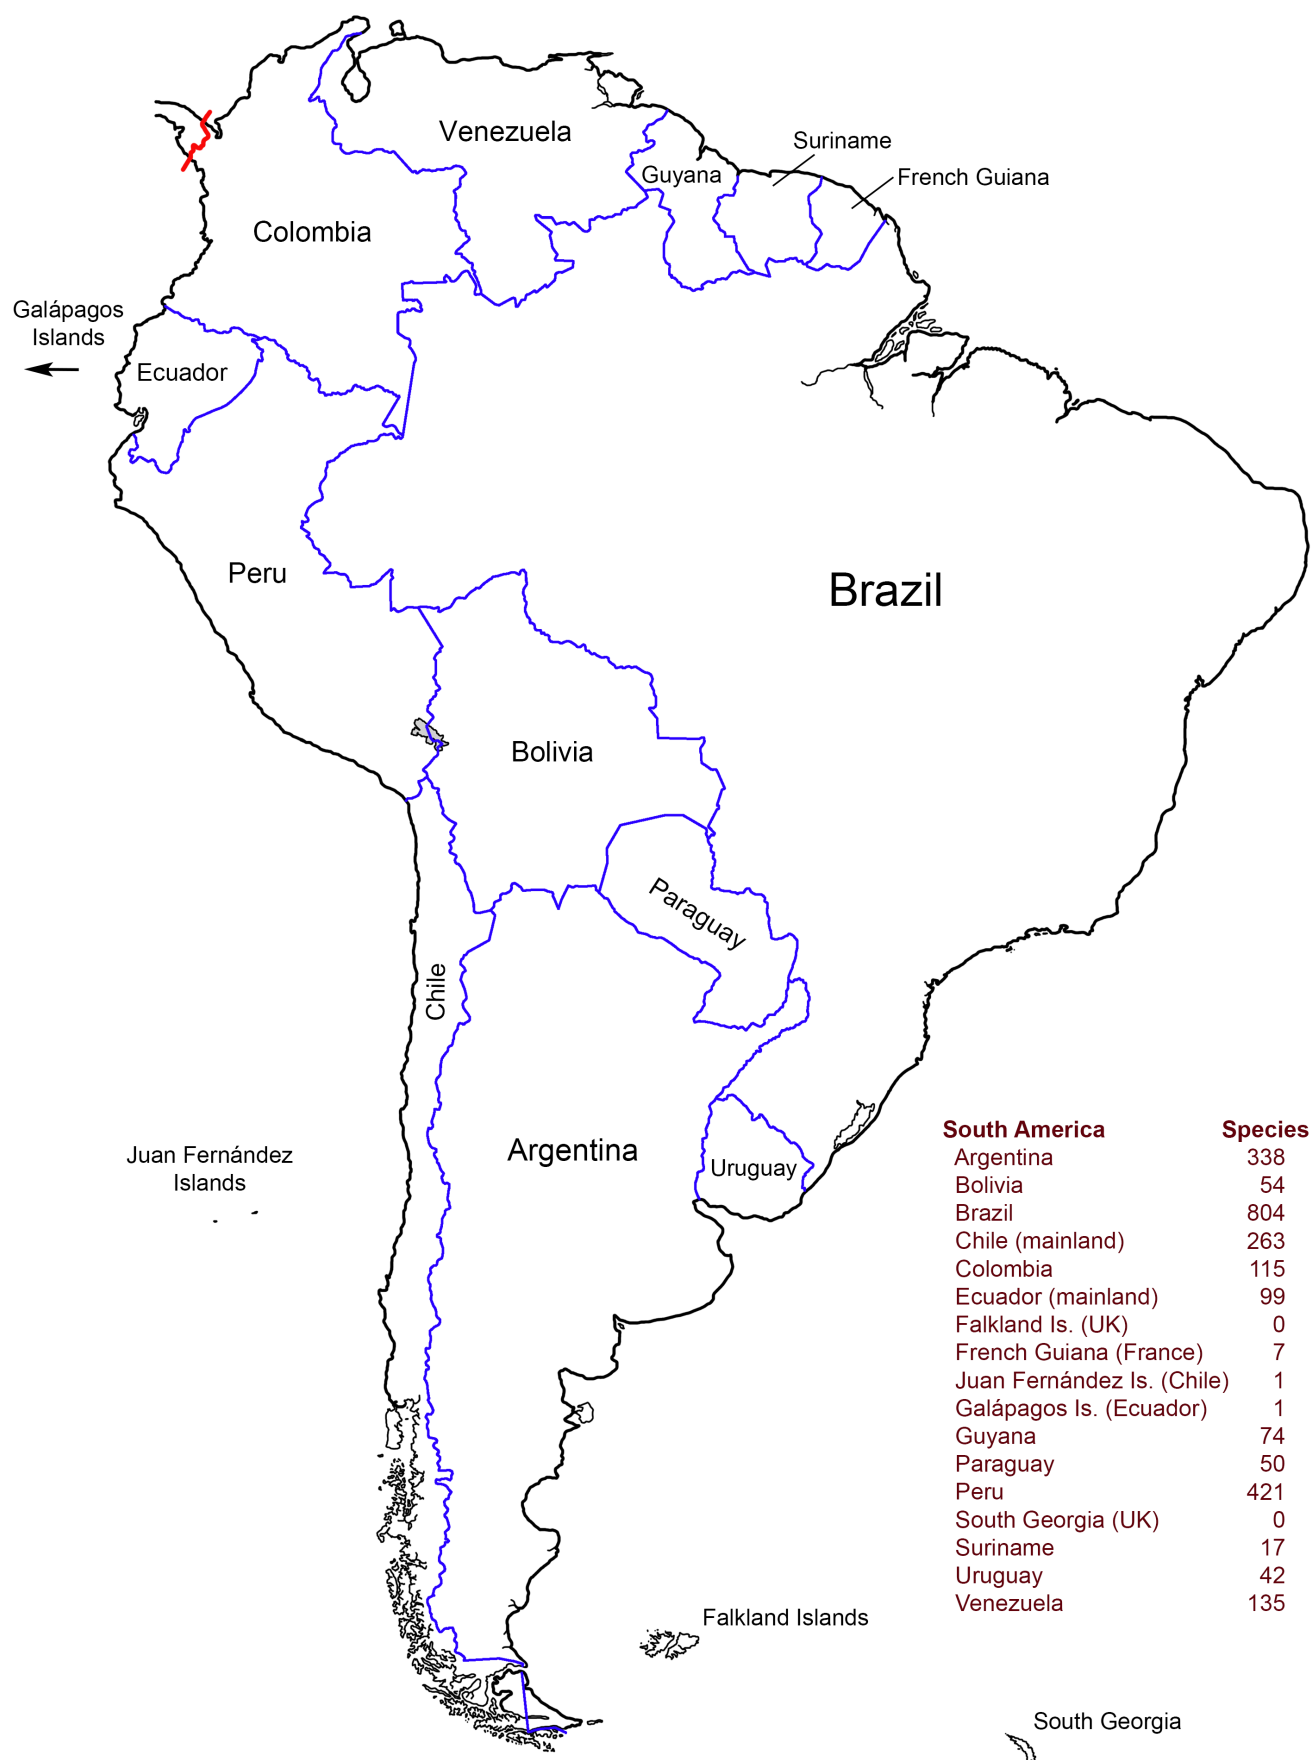 Venezuela
Suriname
Guyana
French Guiana
Colombia
Galápagos
Islands
Ecuador
Peru
Brazil
Bolivia
Paraguay
Chile
Argentina
Uruguay
Juan Fernández
Islands
South America Species
Argentina 338
Bolivia 54
Brazil 804
Chile (mainland) 263
Colombia 115
Ecuador (mainland) 99
Falkland Is. (UK) 0
French Guiana (France) 7
Juan Fernández Is. (Chile) 1
Galápagos Is. (Ecuador) 1
Guyana 74
Paraguay 50
Peru 421
South Georgia (UK) 0
Suriname 17
Uruguay 42
Venezuela 135
Falkland Islands
South Georgia